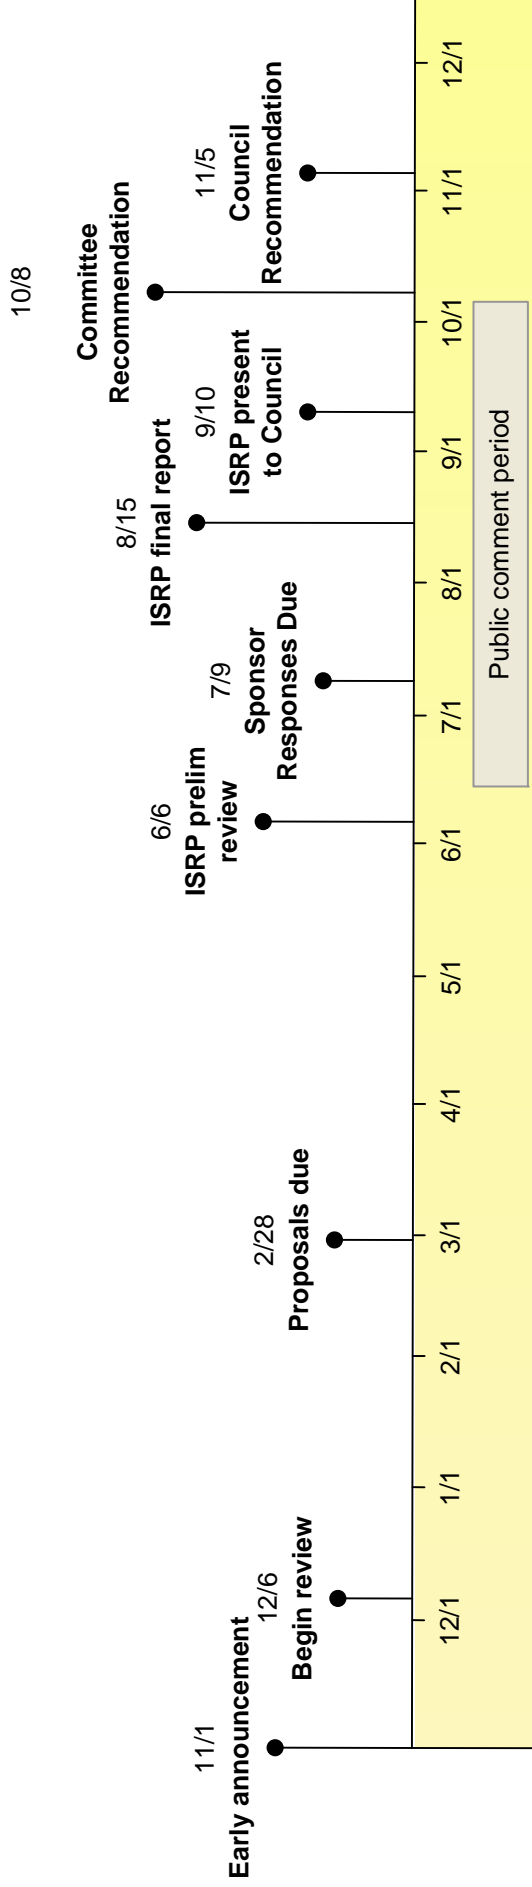 11/1
Early announcement
12/6
Begin review
2/28
Proposals due
6/6
ISRP prelim
review
7/9
Sponsor
Responses Due
8/15
ISRP final report
9/10
ISRP present
to Council
10/8
Committee
Recommendation
11/5
Council
Recommendation
12/1
1/1
2/1
3/1
4/1
5/1
6/1
7/1
8/1
9/1
10/1
11/1
12/1
Public comment period